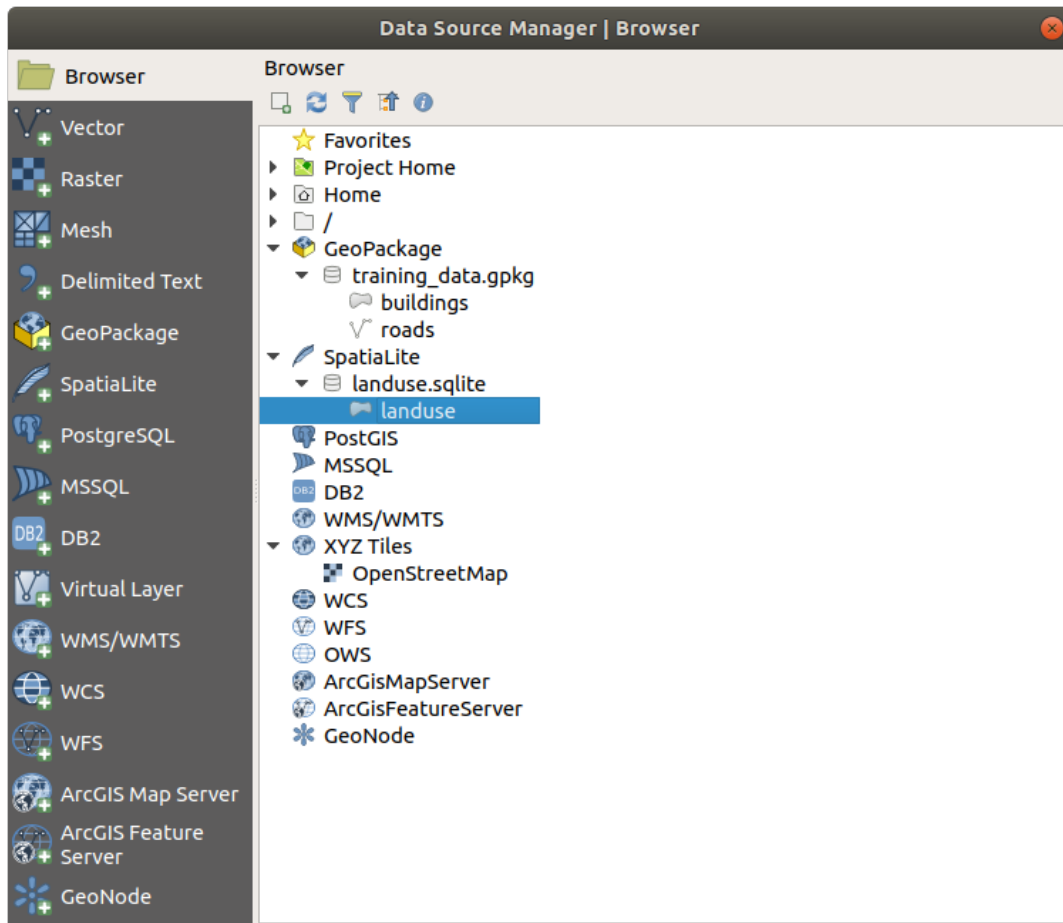 Data Source Manager | Browser
Browser
Vector
Raster
Mesh
Delimited Text
GeoPackage
SpatiaLite
PostgreSQL
MSSQL
DB2
DB2
Virtual Layer
WMS/WMTS
WCS
WFS
ArcGIS Map Server
ArcGIS Feature
Server
GeoNode
Browser
Favorites
Project Home
Home
/
GeoPackage
training_data.gpkg
buildings
roads
SpatiaLite
landuse.sqlite
landuse
PostGIS
MSSQL
DB2 DB2
WMS/WMTS
XYZ Tiles
OpenStreetMap
WCS
WFS
OWS
ArcGisMapServer
ArcGisFeatureServer
GeoNode